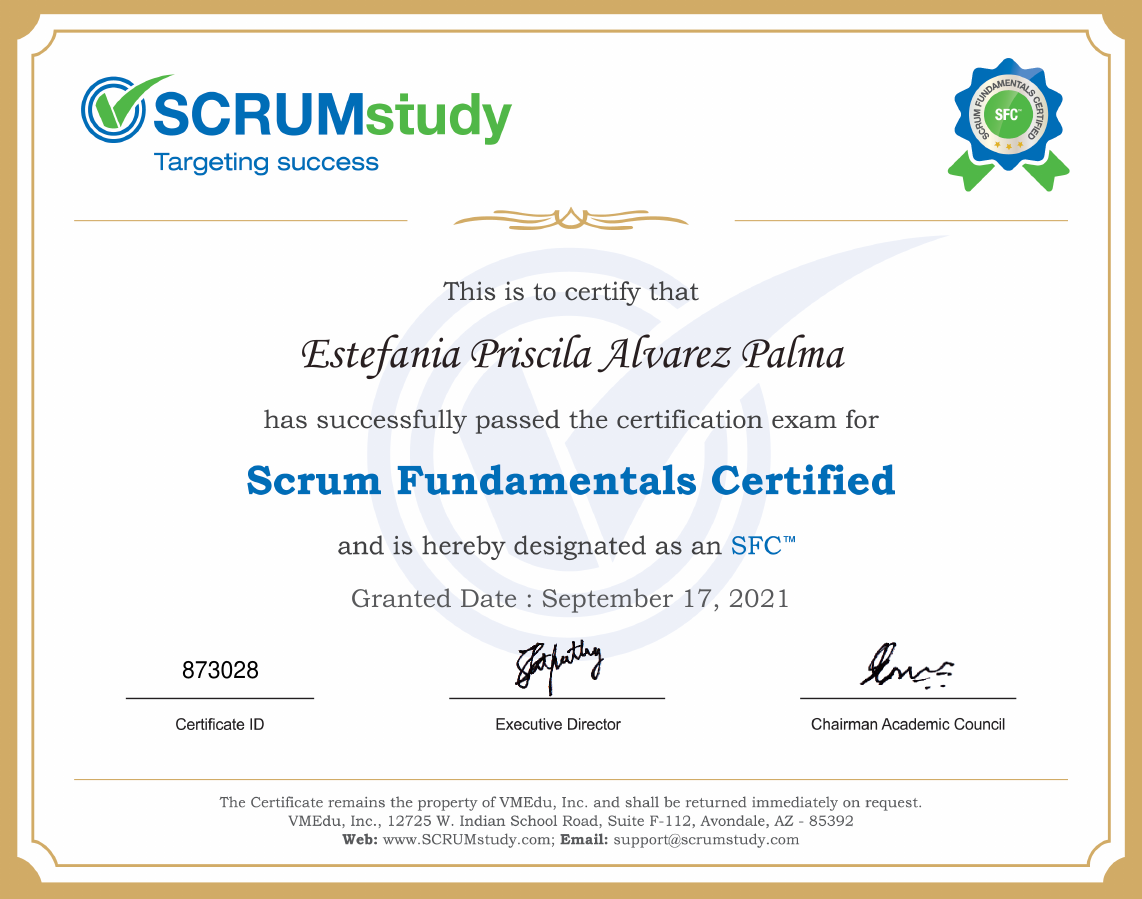 SCRUMstudy
Targeting success
SCRUM FUNDAMENTALS CERTIFIED
SFC™
This is to certify that
Estefania Priscila Alvarez Palma
has successfully passed the certification exam for
Scrum Fundamentals Certified
and is hereby designated as an SFC™
Granted Date : September 17, 2021
873028
Certificate ID
Executive Director
Chairman Academic Council
The Certificate remains the property of VMEdu, Inc. and shall be returned immediately on request.
VMEdu, Inc., 12725 W. Indian School Road, Suite F-112, Avondale, AZ - 85392
Web: www.SCRUMstudy.com; Email: support@scrumstudy.com